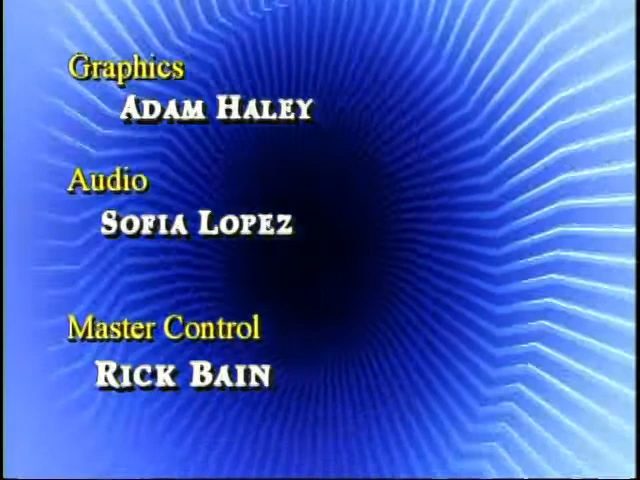 Graphics
ADAM HALEY
Audio
SOFIA LOPEZ
Master Control
RICK BAIN